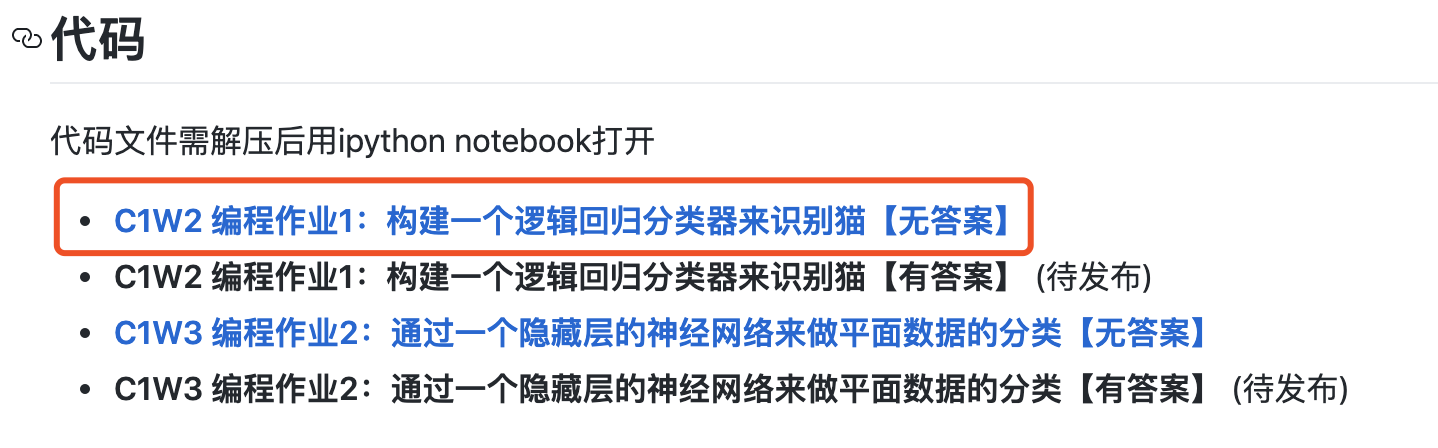 代码
代码文件需解压后用ipython notebook打开
C1W2 编程作业1：构建一个逻辑回归分类器来识别猫【无答案】
C1W2 编程作业1：构建一个逻辑回归分类器来识别猫【有答案】 (待发布)
C1W3 编程作业2：通过一个隐藏层的神经网络来做平面数据的分类【无答案】
C1W3 编程作业2：通过一个隐藏层的神经网络来做平面数据的分类【有答案】 (待发布)